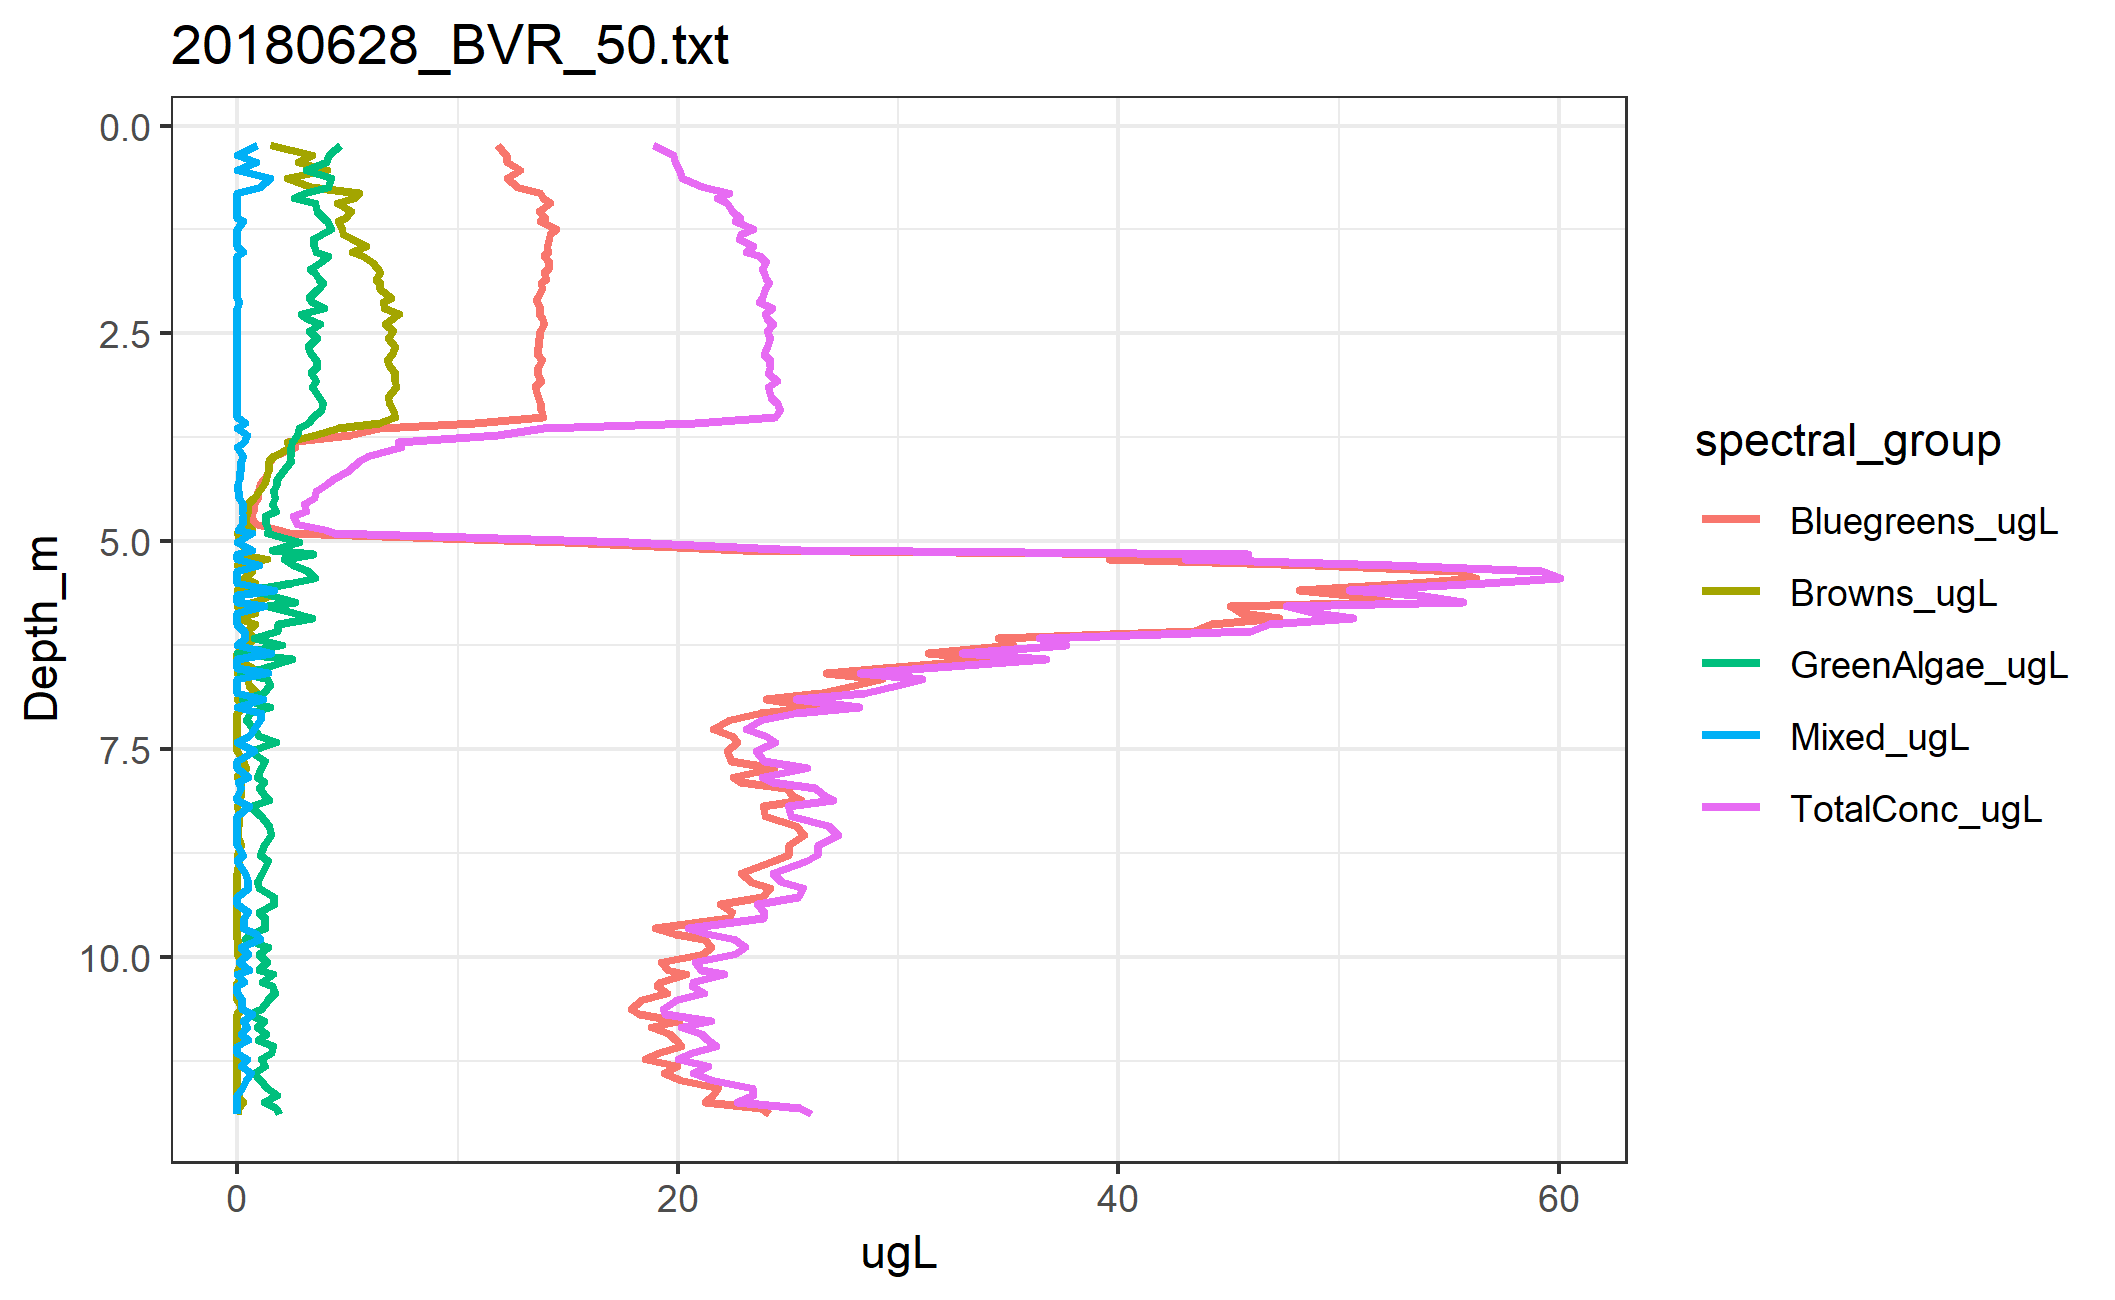 20180628_BVR_50.txt
Depth_m
0.0
2.5
5.0
7.5
10.0
0
20
40
60
ugL
spectral_group
Bluegreens_ugL
Browns_ugL
GreenAlgae_ugL
Mixed_ugL
TotalConc_ugL